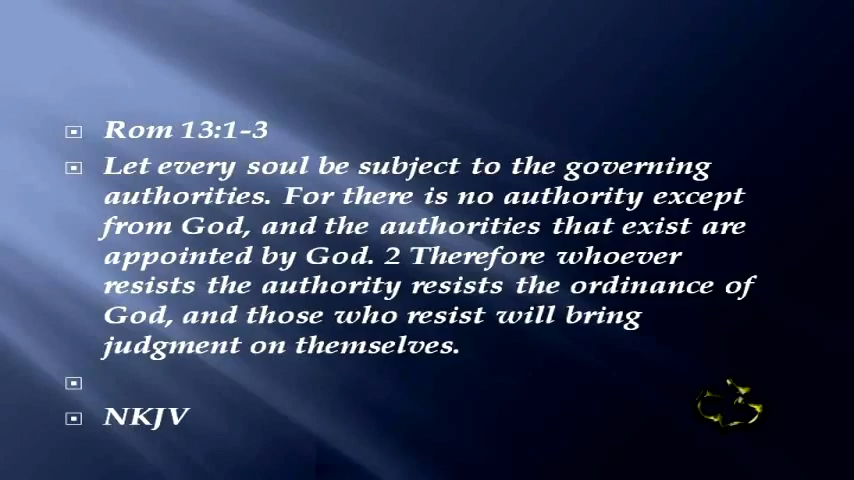 Rom 13:1-3
Let every soul be subject to the governing
authorities. For there is no authority except
from God, and the authorities that exist are
appointed by God. 2 Therefore whoever
resists the authority resists the ordinance of
God, and those who resist will bring
judgment on themselves.
NKJV